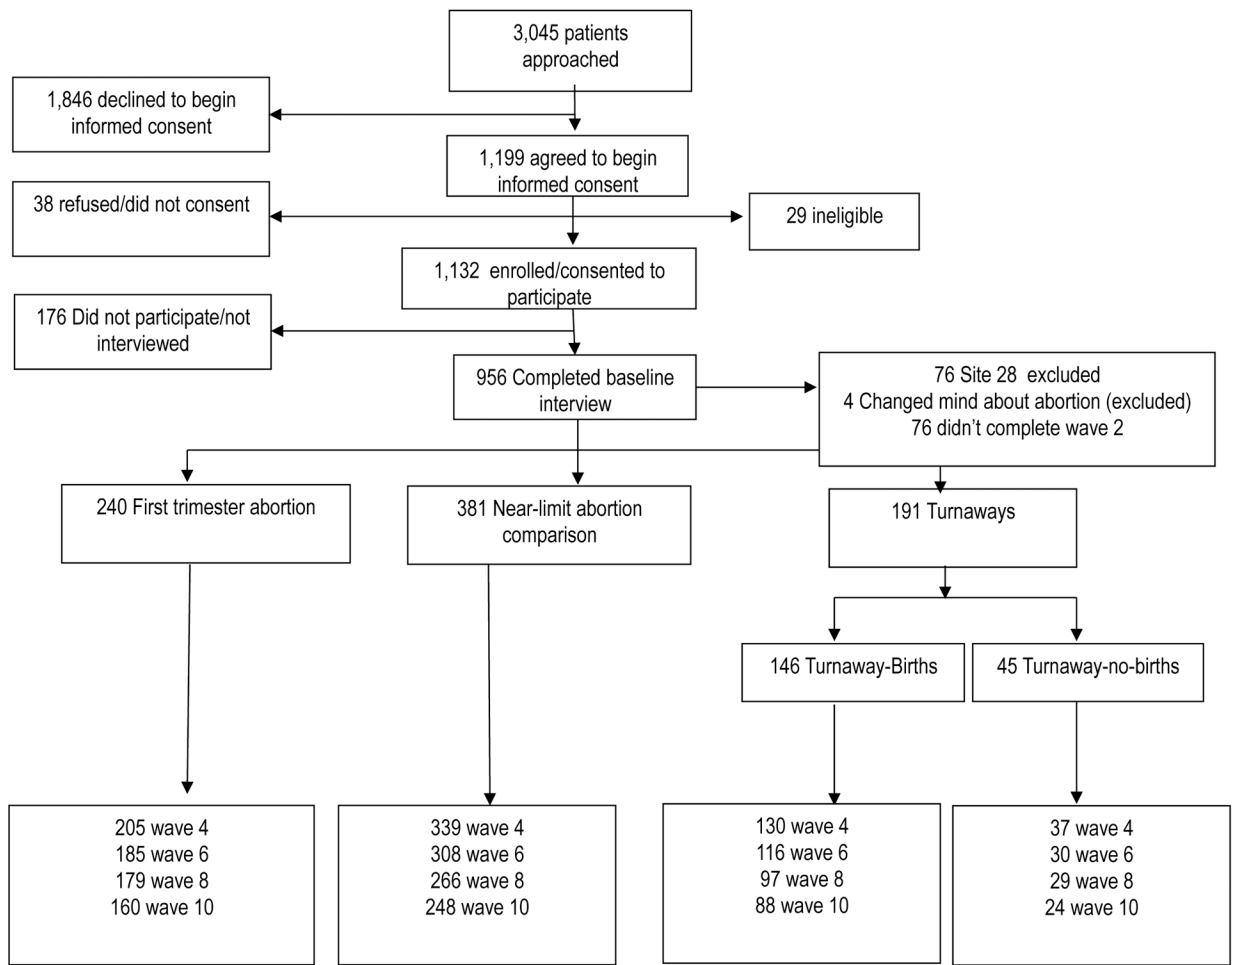 3,045 patients
approached
1,846 declined to begin
informed consent
1,199 agreed to begin
informed consent
38 refused/did not consent
29 ineligible
1,132 enrolled/consented to
participate
176 Did not participate/not
interviewed
956 Completed baseline
interview
76 Site 28 excluded
4 Changed mind about abortion (excluded)
76 didn't complete wave 2
240 First trimester abortion
381 Near-limit abortion
comparison
191 Turnaways
146 Turnaway-Births
45 Turnaway-no-births
205 wave 4
185 wave 6
179 wave 8
160 wave 10
339 wave 4
308 wave 6
266 wave 8
248 wave 10
130 wave 4
116 wave 6
97 wave 8
88 wave 10
37 wave 4
30 wave 6
29 wave 8
24 wave 10